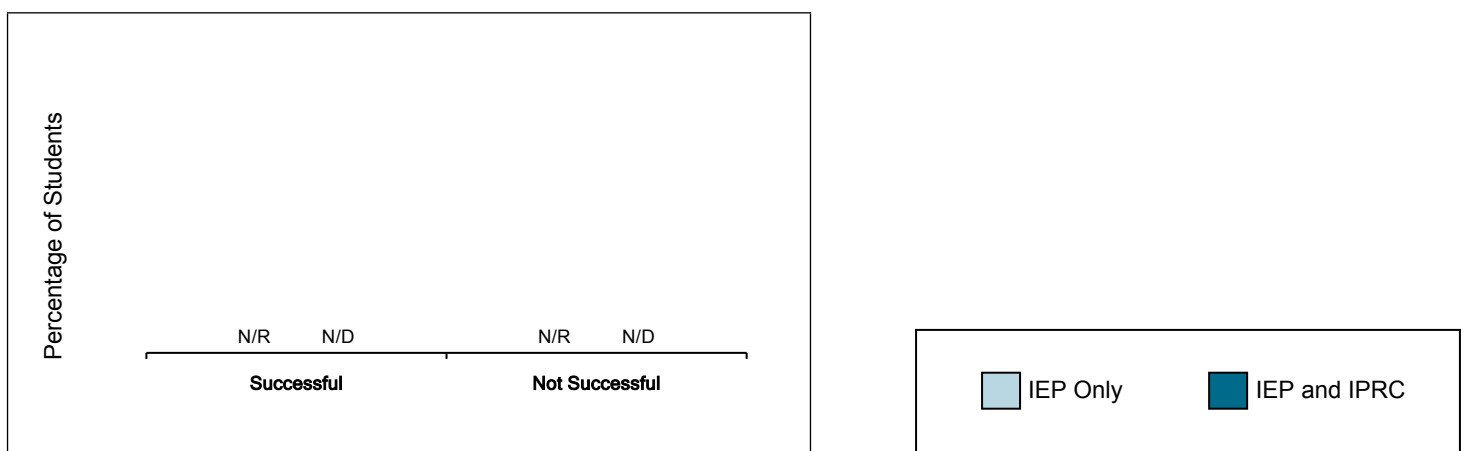 Percentage of Students
N/R N/D N/R N/D
Successful Not Successful
IEP Only IEP and IPRC